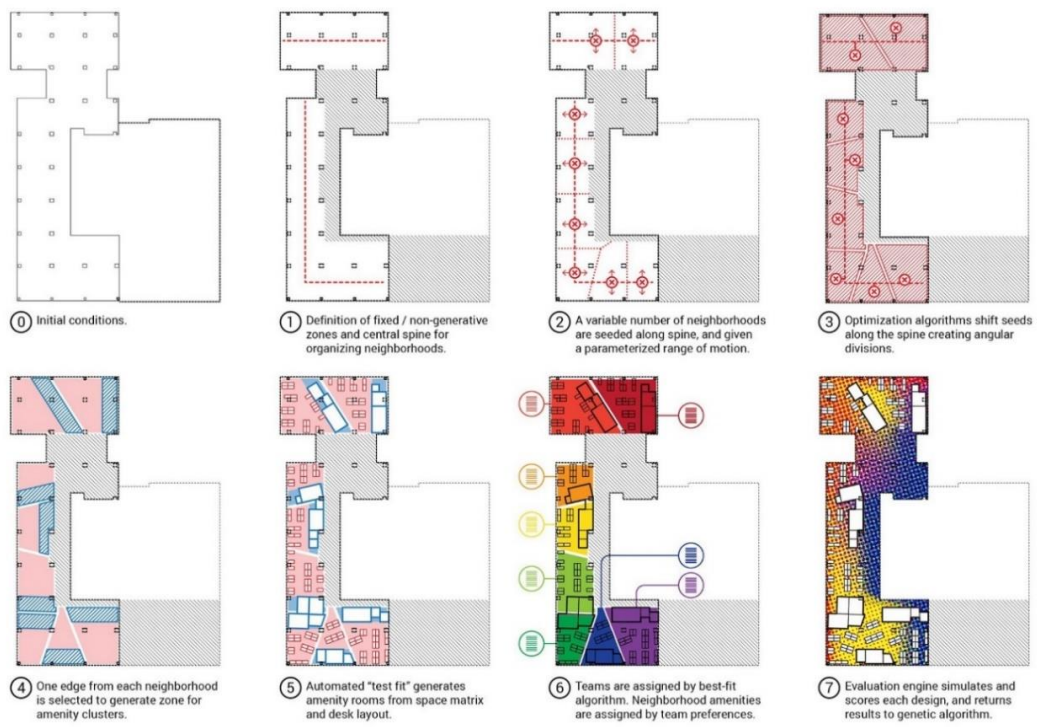 0 Initial conditions.
1 Definition of fixed / non-generative
zones and central spine for
organizing neighborhoods.
2 A variable number of neighborhoods
are seeded along spine, and given
a parameterized range of motion.
3 Optimization algorithms shift seeds
along the spine creating angular
divisions.
4 One edge from each neighborhood
is selected to generate zone for
amenity clusters.
5 Automated “test fit” generates
amenity rooms from space matrix
and desk layout.
6 Teams are assigned by best-fit
algorithm. Neighborhood amenities
are assigned by team preferences.
7 Evaluation engine simulates and
scores each design, and returns
results to genetic algorithm.